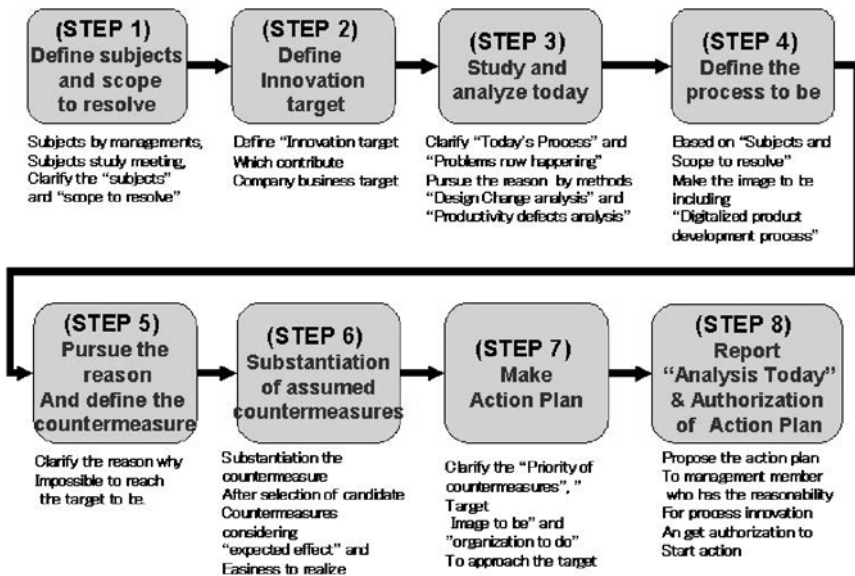 (STEP 1)
Define subjects
and scope
to resolve
Subjects by managements,
Subjects study meeting,
Clarify the “subjects”
and “scope to resolve”
(STEP 2)
Define
Innovation
target
Define “Innovation target
Which contribute
Company business target
(STEP 3)
Study and
analyze today
Clarify “Today’s Process” and
“Problems now happening”
Pursue the reason by methods
“Design Change analysis” and
“Productivity defects analysis”
(STEP 4)
Define the
process to be
Based on “Subjects and
Scope to resolve”
Make the image to be
including
“Digitalized product
development process”
(STEP 5)
Pursue the
reason
And define the
countermeasure
Clarify the reason why
Impossible to reach
the target to be.
(STEP 6)
Substantiation
of assumed
countermeasures
Substantiation the
countermeasure
After selection of candidate
Countermeasures
considering
“expected effect” and
Easiness to realize
(STEP 7)
Make
Action Plan
Clarify the “Priority of
countermeasures”, ”
Target
Image to be” and
”organization to do”
To approach the target
(STEP 8)
Report
“Analysis Today”
& Authorization
of Action Plan
Propose the action plan
To management member
who has the reasonability
For process innovation
An get authorization to
Start action